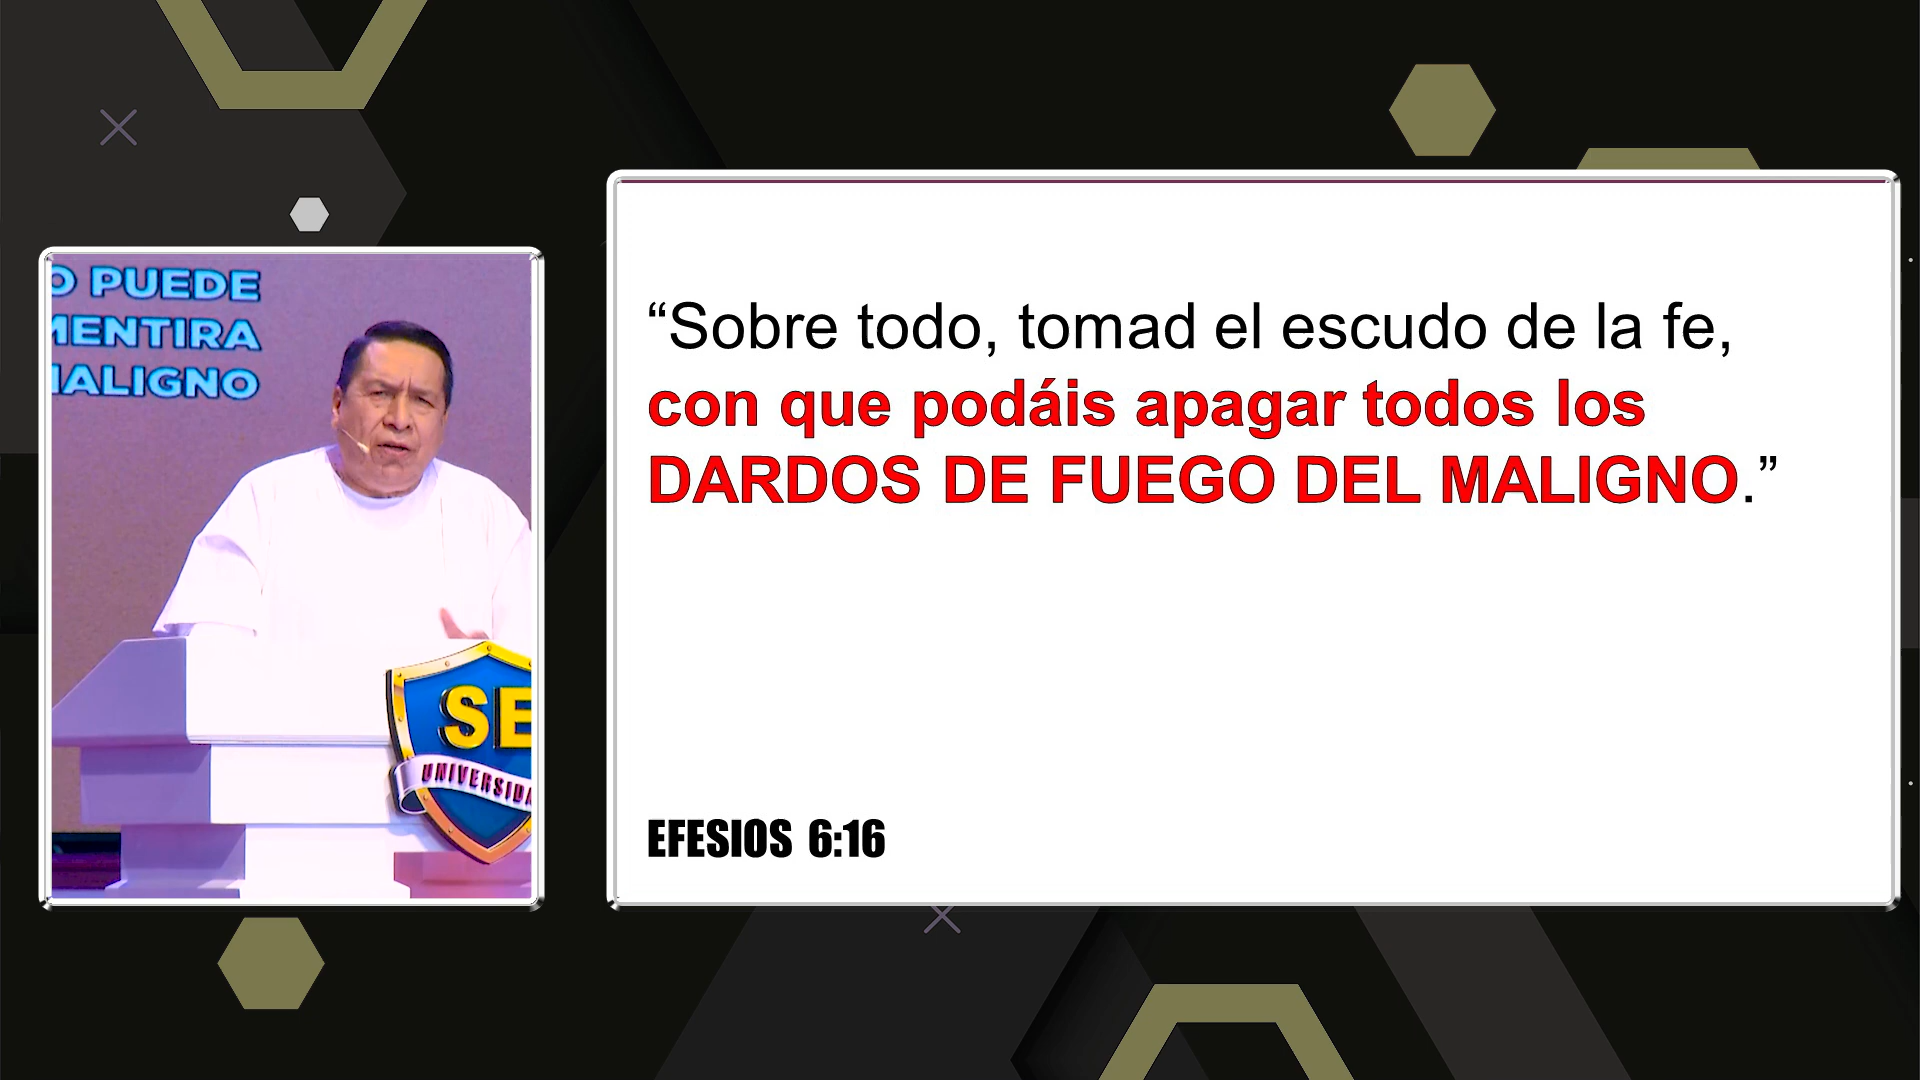 O PUEDE
MENTIRA
MALIGNO
SE
UNIVERSIDA
“Sobre todo, tomad el escudo de la fe,
con que podáis apagar todos los
DARDOS DE FUEGO DEL MALIGNO.”
EFESIOS 6:16